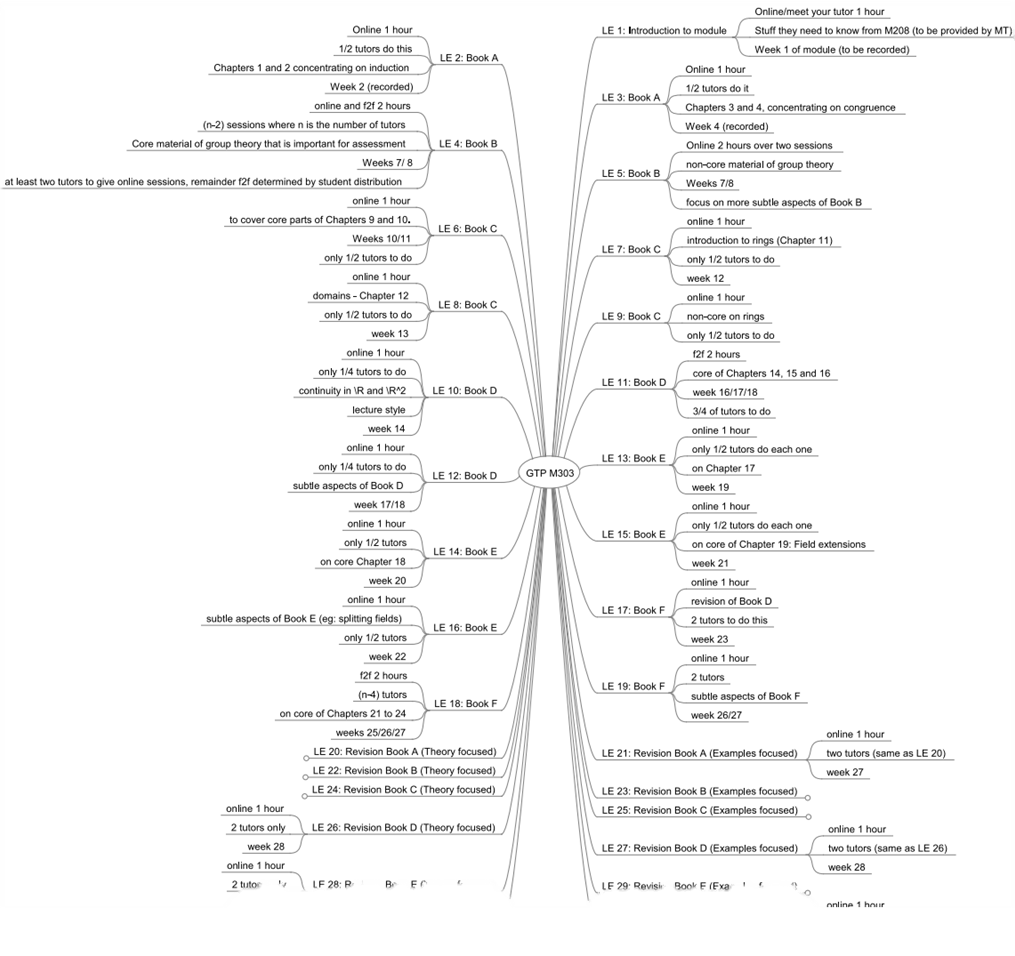 GTP M303
LE 1: Introduction to module
Online/meet your tutor 1 hour
Stuff they need to know from M208 (to be provided by MT)
Week 1 of module (to be recorded)
LE 2: Book A
Online 1 hour
1/2 tutors do this
Chapters 1 and 2 concentrating on induction
Week 2 (recorded)
LE 3: Book A
Online 1 hour
1/2 tutors do it
Chapters 3 and 4, concentrating on congruence
Week 4 (recorded)
LE 4: Book B
online and f2f 2 hours
(n-2) sessions where n is the number of tutors
Core material of group theory that is important for assessment
Weeks 7/ 8
at least two tutors to give online sessions, remainder f2f determined by student distribution
LE 5: Book B
Online 2 hours over two sessions
non-core material of group theory
Weeks 7/8
focus on more subtle aspects of Book B
LE 6: Book C
online 1 hour
to cover core parts of Chapters 9 and 10.
Weeks 10/11
only 1/2 tutors to do
LE 7: Book C
online 1 hour
introduction to rings (Chapter 11)
only 1/2 tutors to do
week 12
LE 8: Book C
online 1 hour
domains - Chapter 12
only 1/2 tutors to do
week 13
LE 9: Book C
online 1 hour
non-core on rings
only 1/2 tutors to do
LE 10: Book D
online 1 hour
only 1/4 tutors to do
continuity in \R and \R^2
lecture style
week 14
LE 11: Book D
f2f 2 hours
core of Chapters 14, 15 and 16
week 16/17/18
3/4 of tutors to do
LE 12: Book D
online 1 hour
only 1/4 tutors to do
subtle aspects of Book D
week 17/18
LE 13: Book E
online 1 hour
only 1/2 tutors do each one
on Chapter 17
week 19
LE 14: Book E
online 1 hour
only 1/2 tutors
on core Chapter 18
week 20
LE 15: Book E
online 1 hour
only 1/2 tutors do each one
on core of Chapter 19: Field extensions
week 21
LE 16: Book E
online 1 hour
subtle aspects of Book E (eg: splitting fields)
only 1/2 tutors
week 22
LE 17: Book F
online 1 hour
revision of Book D
2 tutors to do this
week 23
LE 18: Book F
f2f 2 hours
(n-4) tutors
on core of Chapters 21 to 24
weeks 25/26/27
LE 19: Book F
online 1 hour
2 tutors
subtle aspects of Book F
week 26/27
LE 20: Revision Book A (Theory focused)
LE 21: Revision Book A (Examples focused)
online 1 hour
two tutors (same as LE 20)
week 27
LE 22: Revision Book B (Theory focused)
LE 23: Revision Book B (Examples focused)
LE 24: Revision Book C (Theory focused)
LE 25: Revision Book C (Examples focused)
LE 26: Revision Book D (Theory focused)
online 1 hour
2 tutors only
week 28
LE 27: Revision Book D (Examples focused)
online 1 hour
two tutors (same as LE 26)
week 28
LE 28:
online 1 hour
2
LE 29: Book E
online 1 hour